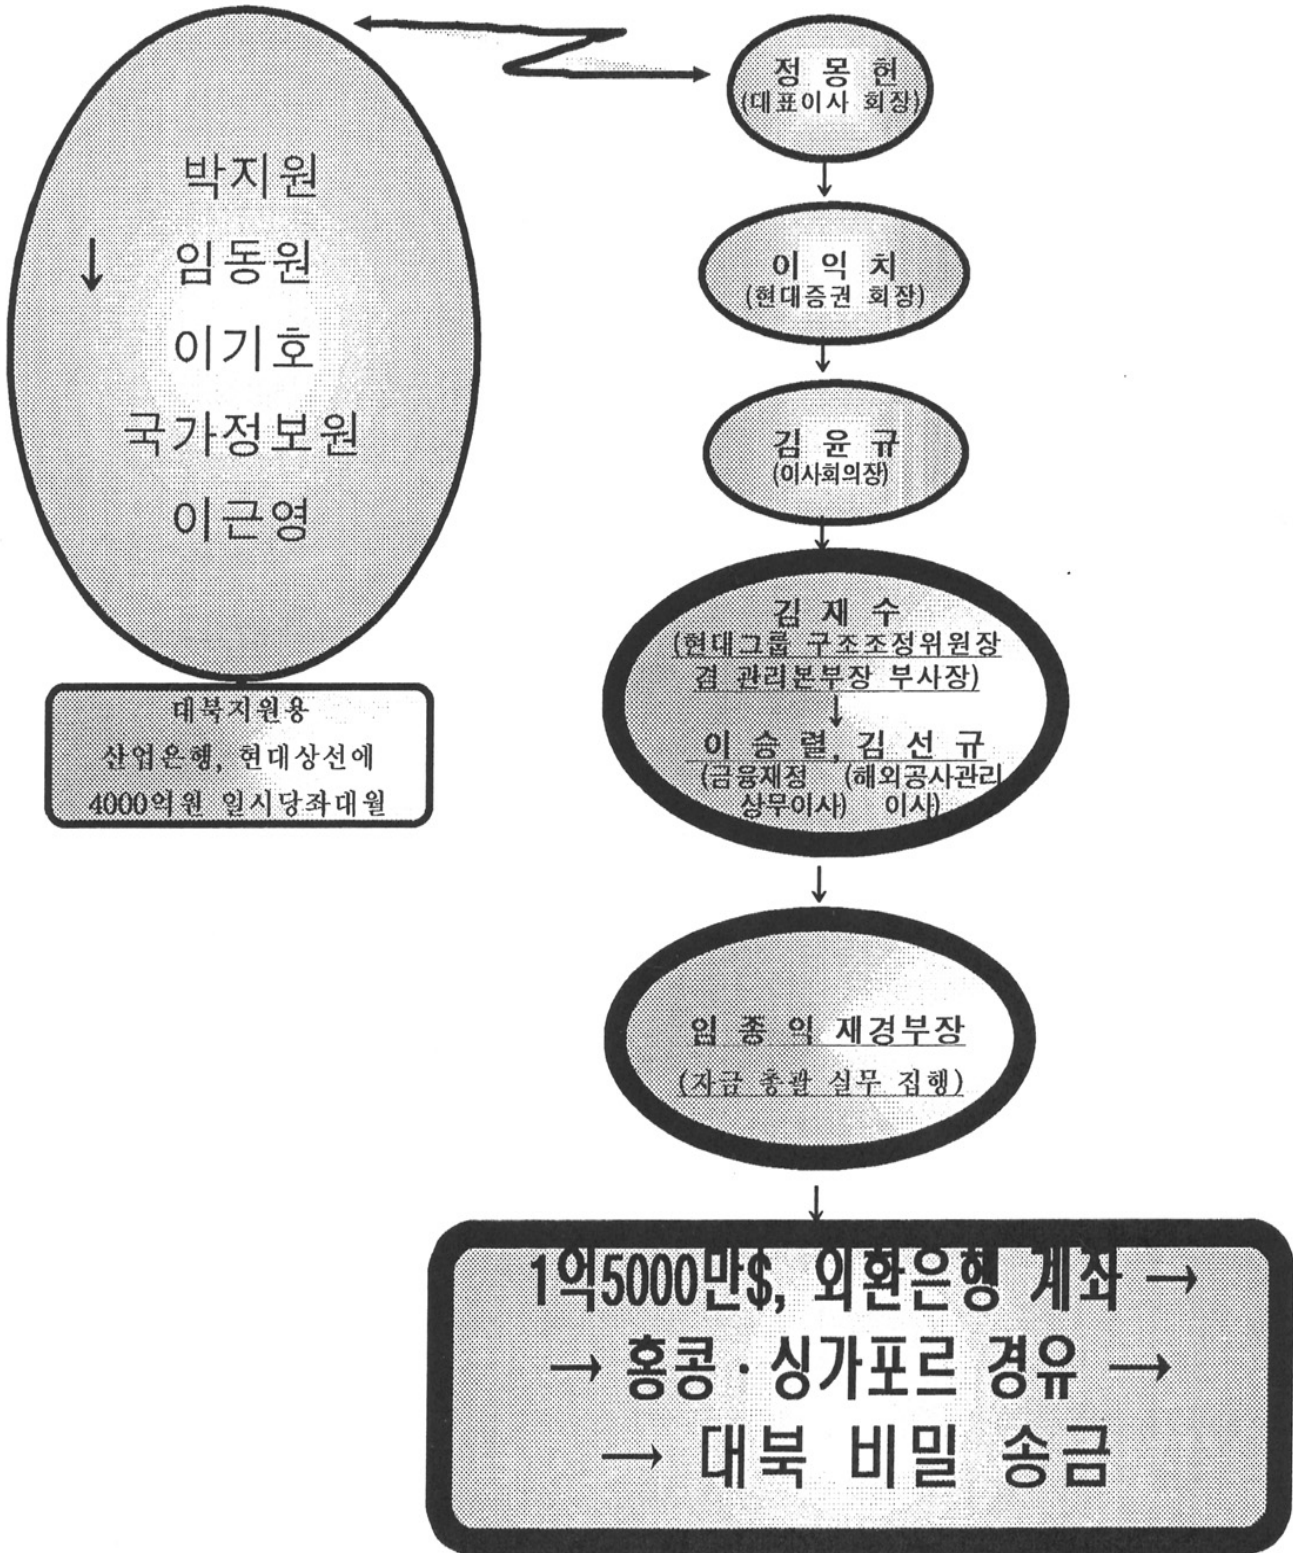 박지원
↓ 임동원
이기호
국가정보원
이근영
대북지원용
산업은행, 현대상선에
4000억원 일시당좌대월
정 몽 헌
(대표이사 회장)
↓
이 익 치
(현대증권 회장)
↓
김 윤 규
(이사회의장)
↓
김 재 수
(현대그룹 구조조정위원장
겸 관리본부장 부사장)
↓
이 승 렬, 김 선 규
(금융재정 (해외공사관리
상무이사) 이사)
↓
임 종 익 재경부장
(자금 총괄 실무 집행)
↓
1억5000만$, 외환은행 계좌 →
→ 홍콩·싱가포르 경유 →
→ 대북 비밀 송금